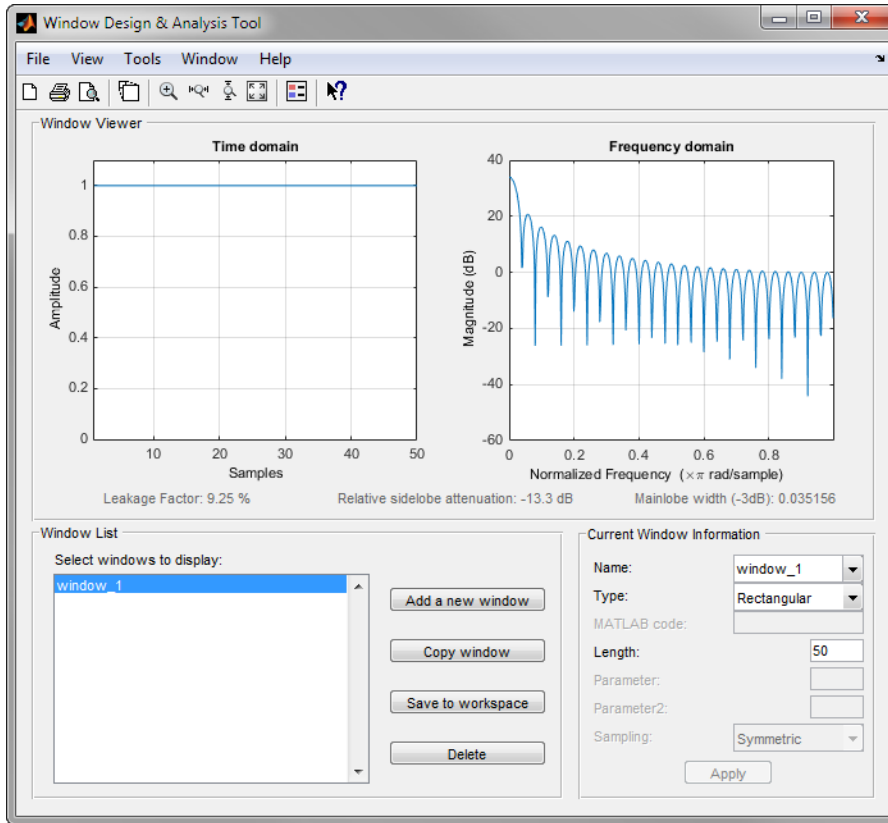 Window Design & Analysis Tool
File View Tools Window Help
Window Viewer
Time domain
Amplitude
1
0.8
0.6
0.4
0.2
0
10 20 30 40 50
Samples
Frequency domain
Magnitude (dB)
40
20
0
-20
-40
-60
0 0.2 0.4 0.6 0.8
Normalized Frequency (×π rad/sample)
Leakage Factor: 9.25 % Relative sidelobe attenuation: -13.3 dB Mainlobe width (-3dB): 0.035156
Window List
Select windows to display:
window_1
Add a new window
Copy window
Save to workspace
Delete
Current Window Information
Name: window_1
Type: Rectangular
MATLAB code:
Length: 50
Parameter:
Parameter2:
Sampling: Symmetric
Apply